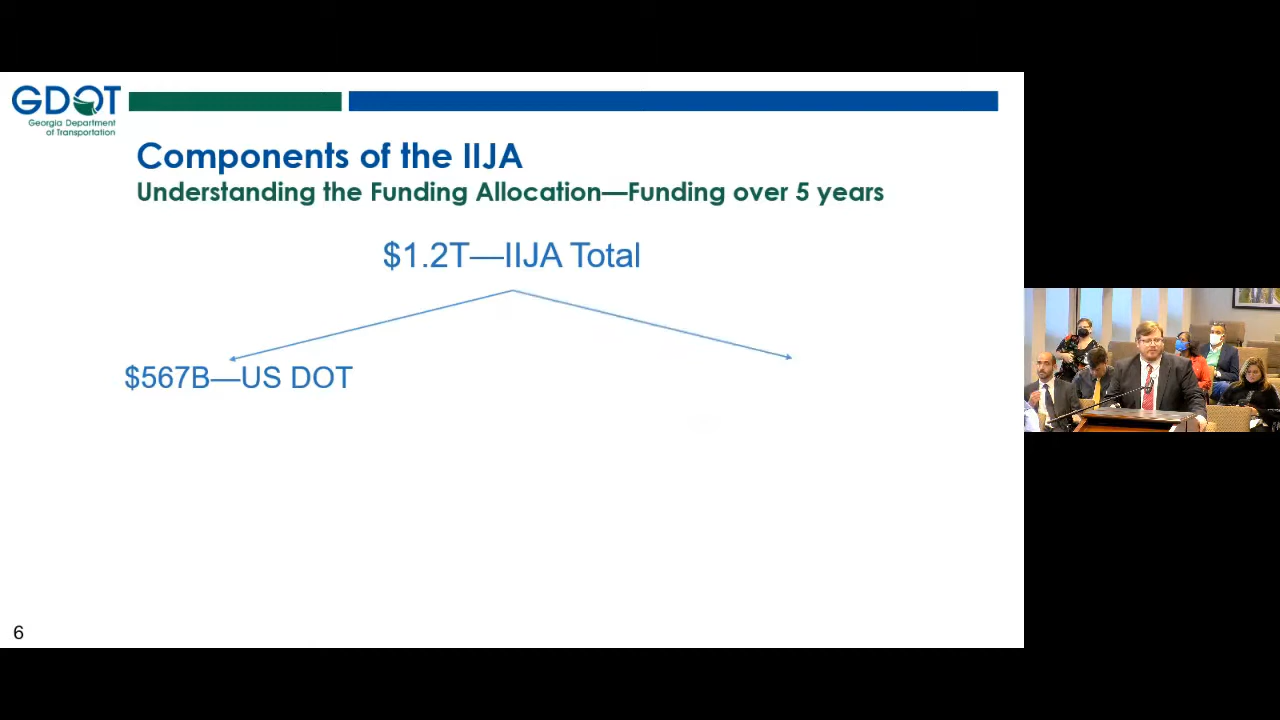 GDOT
Georgia Department
of Transportation
Components of the IIJA
Understanding the Funding Allocation—Funding over 5 years
$1.2T—IIJA Total
$567B—US DOT
6